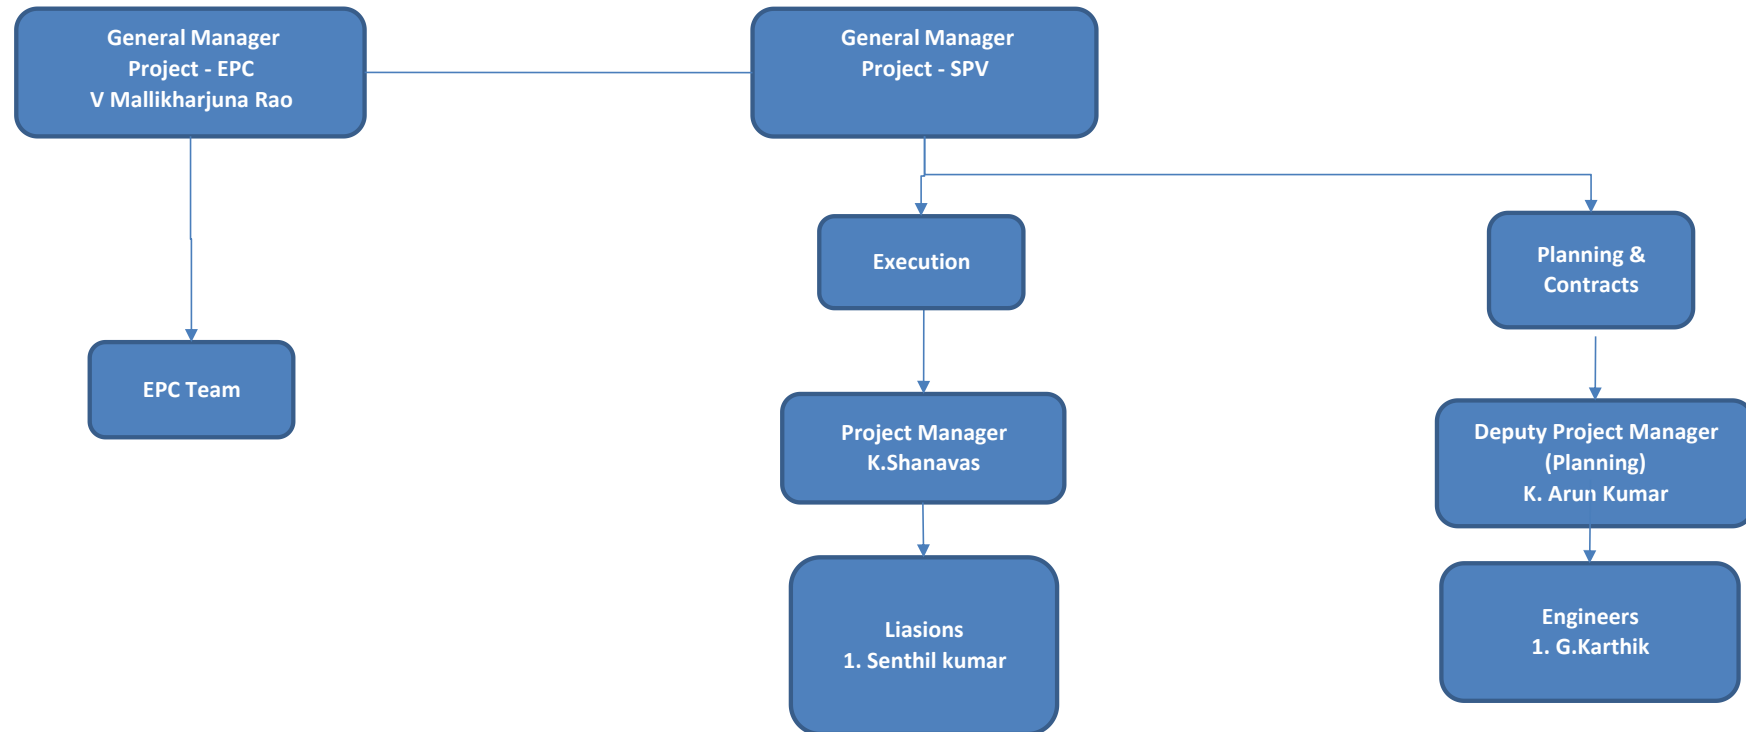 General Manager
Project - EPC
V Mallikharjuna Rao
General Manager
Project - SPV
Execution
Planning &
Contracts
EPC Team
Project Manager
K.Shanavas
Deputy Project Manager
(Planning)
K. Arun Kumar
Liasions
1. Senthil kumar
Engineers
1. G.Karthik